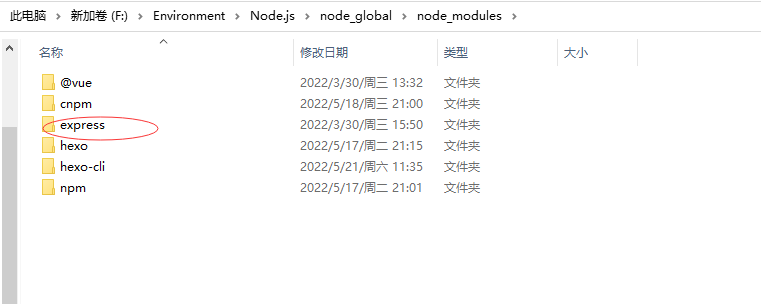 此电脑 > 新加卷 (F:) > Environment > Node.js > node_global > node_modules >
名称 修改日期 类型 大小
@vue 2022/3/30/周三 13:32 文件夹
cnpm 2022/5/18/周三 21:00 文件夹
express 2022/3/30/周三 15:50 文件夹
hexo 2022/5/17/周二 21:15 文件夹
hexo-cli 2022/5/21/周六 11:35 文件夹
npm 2022/5/17/周二 21:01 文件夹